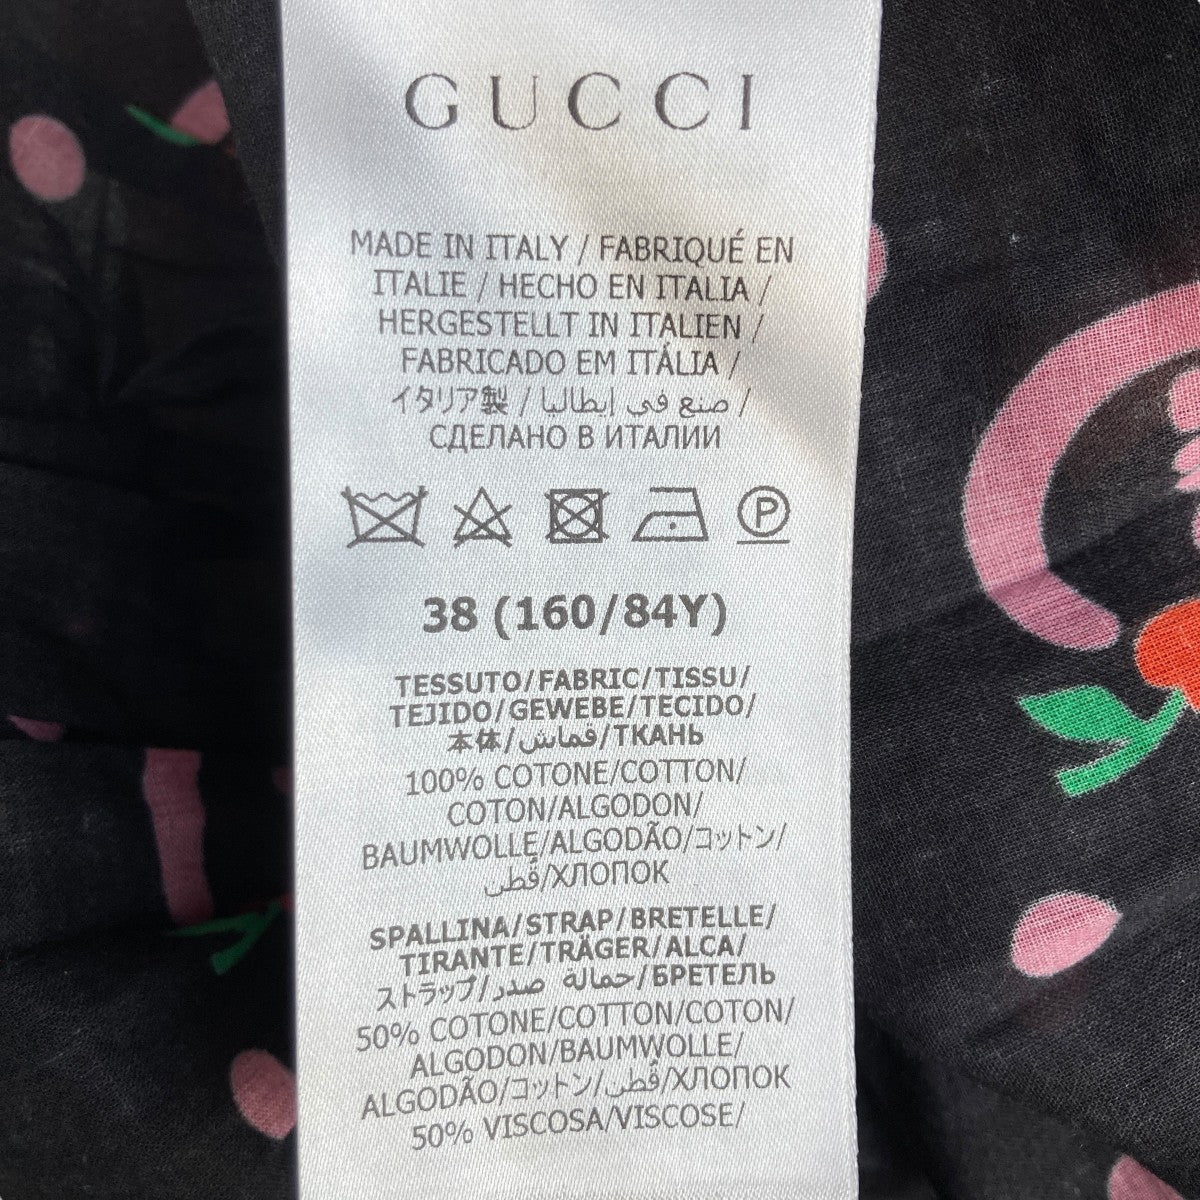 GUCCI
MADE IN ITALY / FABRIQUÉ EN
ITALIE / HECHO EN ITALIA /
HERGESTELLT IN ITALIEN /
FABRICADO EM ITÁLIA /
イタリア製 / صنع في إيطاليا /
СДЕЛАНО В ИТАЛИИ
P
38 (160/84Y)
TESSUTO/FABRIC/TISSU/
TEJIDO/GEWEBE/TECIDO/
本体/قماش/ТКАНЬ
100% COTONE/COTTON/
COTON/ALGODON/
BAUMWOLLE/ALGODÃO/コットン/
قطن/ХЛОПОК
SPALLINA/STRAP/BRETELLE/
TIRANTE/TRÄGER/ALCA/
ストラップ/حمالة صدر/БРЕТЕЛЬ
50% COTONE/COTTON/COTON/
ALGODON/BAUMWOLLE/
ALGODÃO/コットン/قطن/ХЛОПОК
50% VISCOSA/VISCOSE/